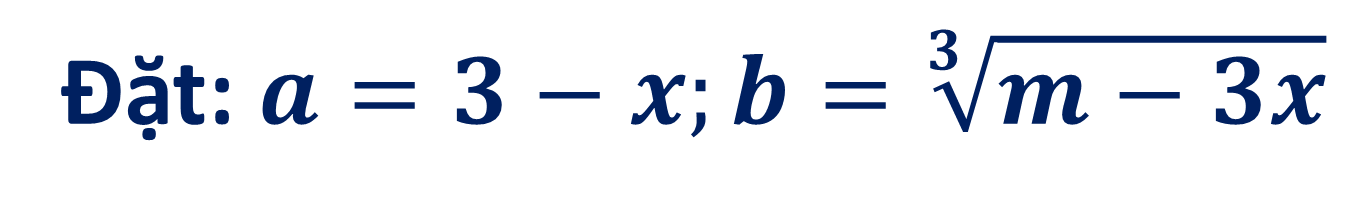 Đặt: a = 3 − x; b = ∛(m − 3x)